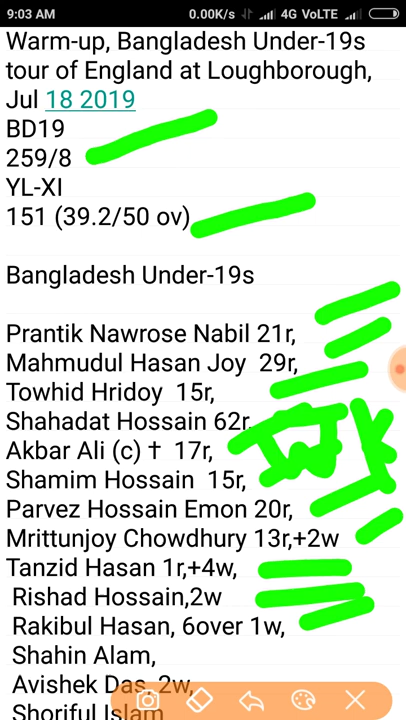 9:03 AM 0.00K/s 4G VoLTE
Warm-up, Bangladesh Under-19s
tour of England at Loughborough,
Jul 18 2019
BD19
259/8
YL-XI
151 (39.2/50 ov)
Bangladesh Under-19s
Prantik Nawrose Nabil 21r,
Mahmudul Hasan Joy 29r,
Towhid Hridoy 15r,
Shahadat Hossain 62r,
Akbar Ali (c) † 17r,
Shamim Hossain 15r,
Parvez Hossain Emon 20r,
Mrittunjoy Chowdhury 13r,+2w
Tanzid Hasan 1r,+4w,
Rishad Hossain,2w
Rakibul Hasan, 6over 1w,
Shahin Alam,
Avishek Das 2w,
Shoriful Islam